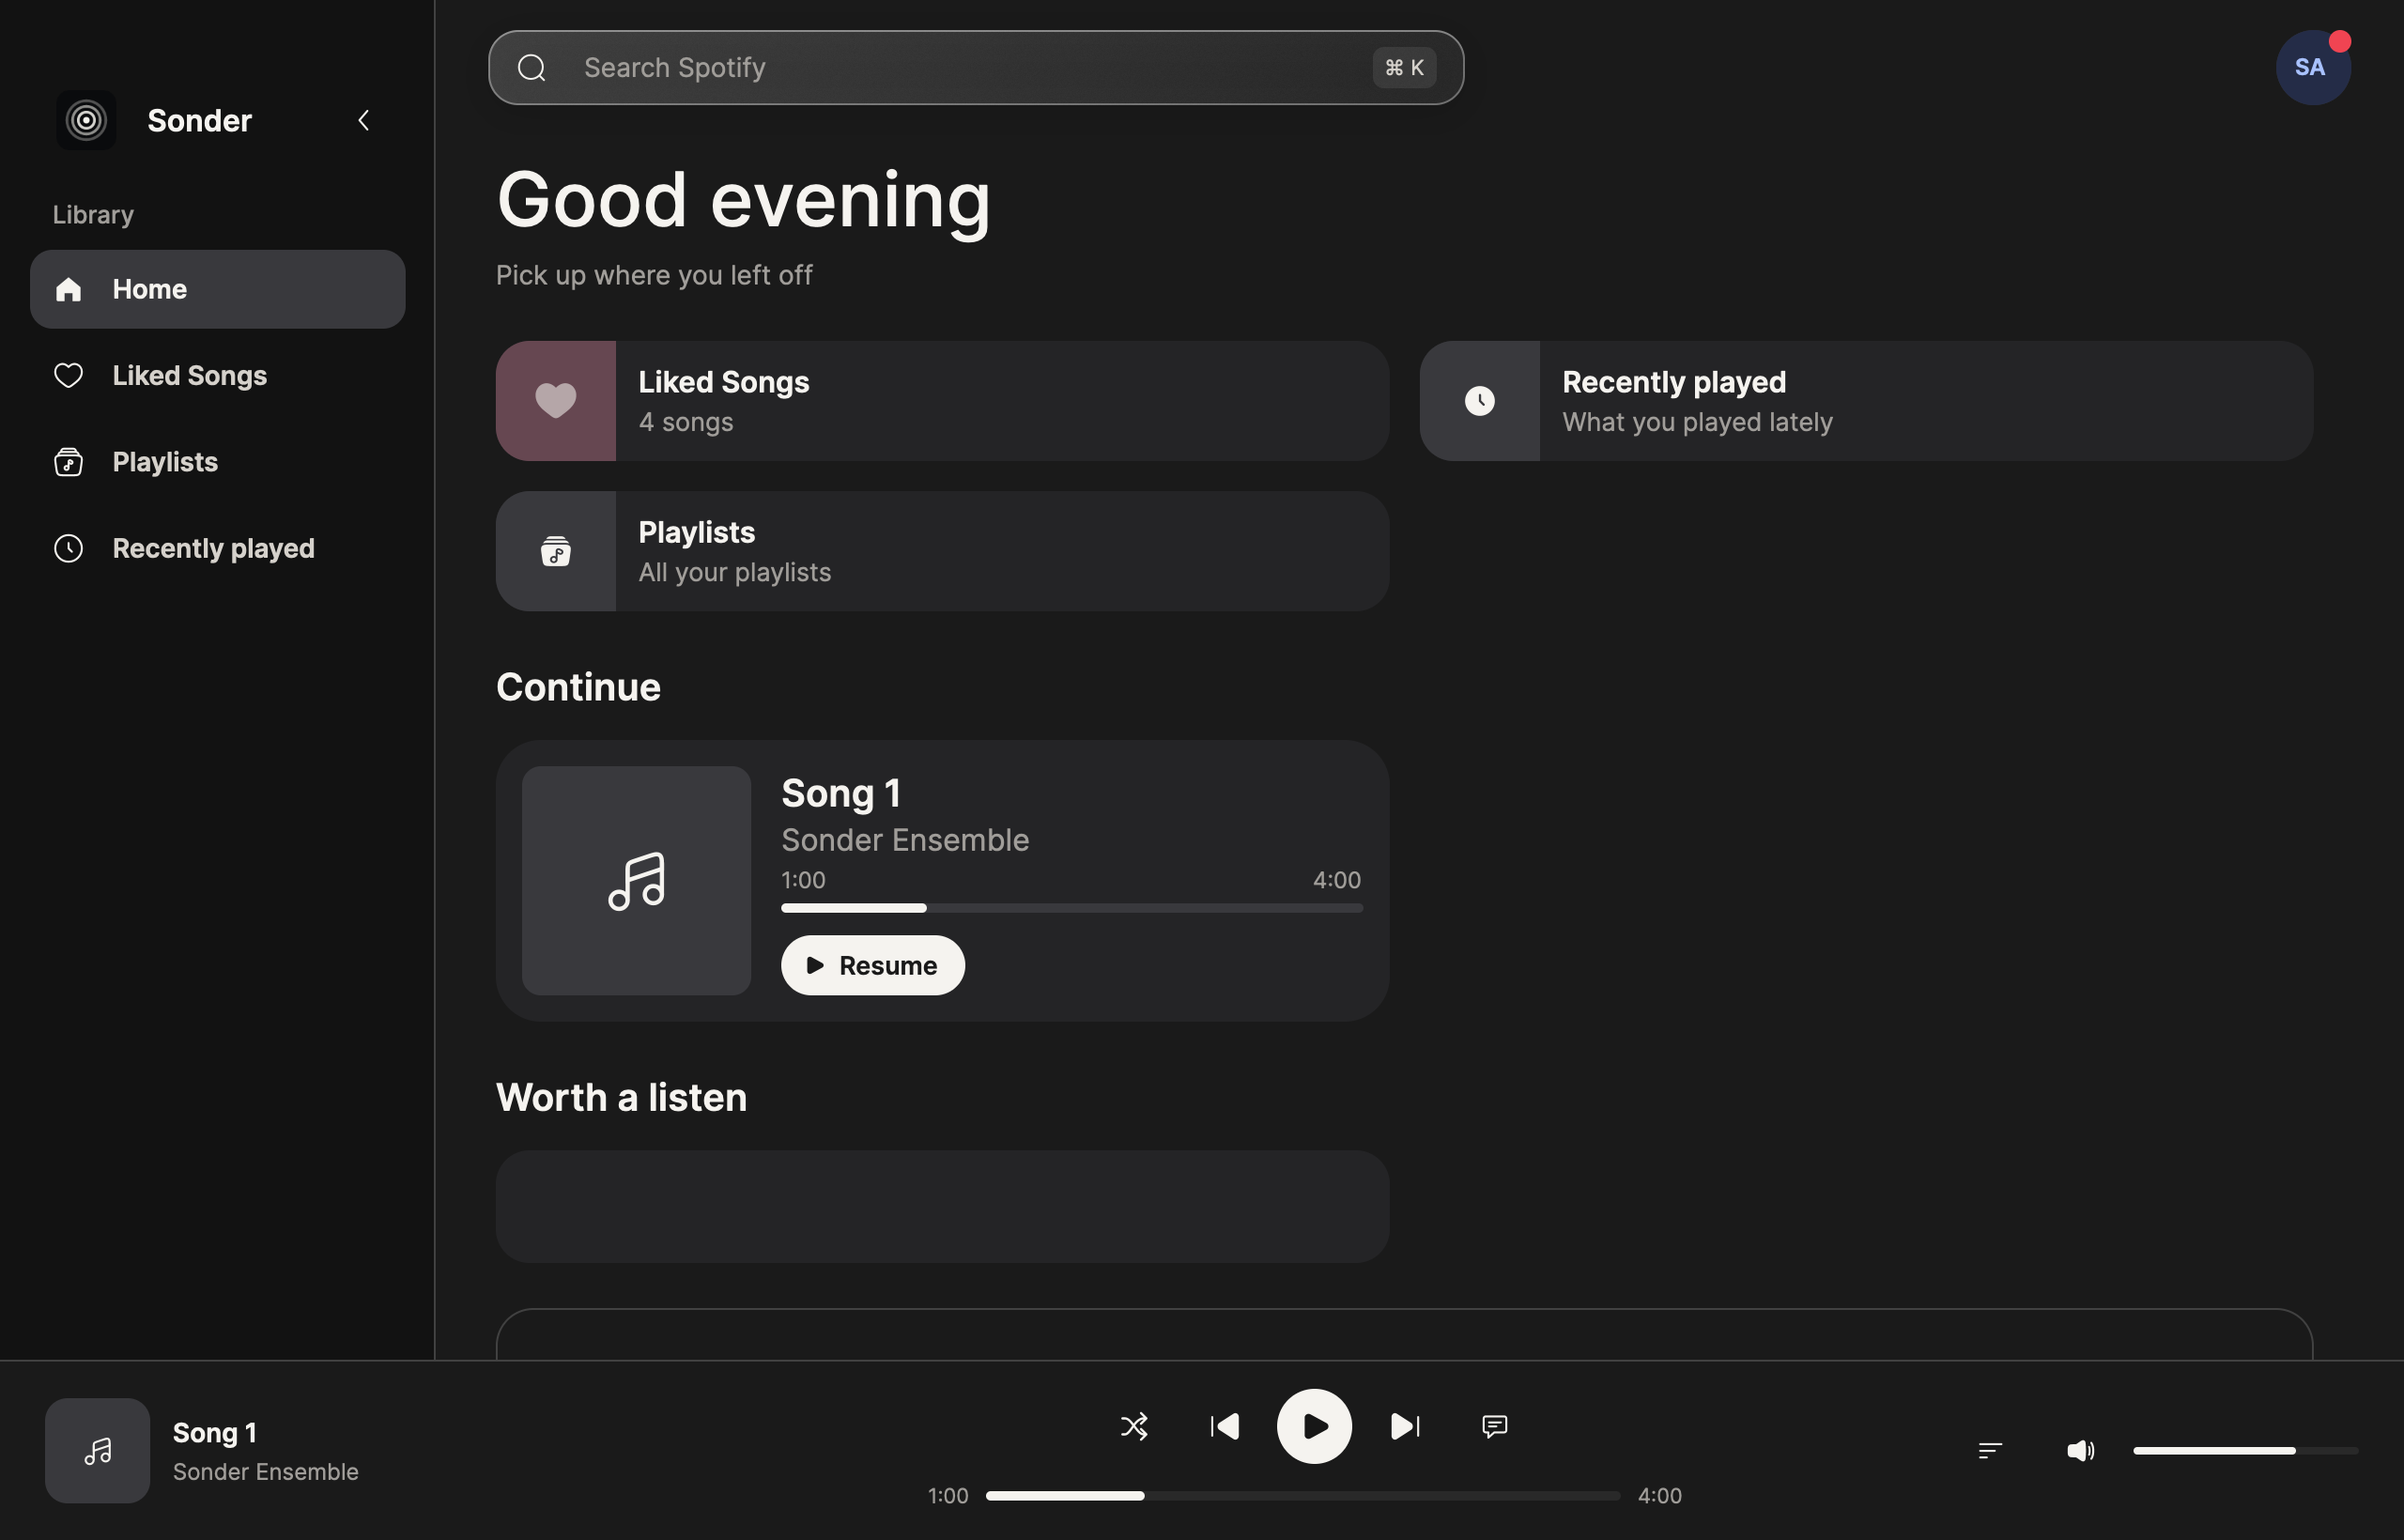 Sonder
Library
Home
Liked Songs
Playlists
Recently played
Search Spotify
⌘ K
SA
Good evening
Pick up where you left off
Liked Songs
4 songs
Recently played
What you played lately
Playlists
All your playlists
Continue
Song 1
Sonder Ensemble
1:00
4:00
Resume
Worth a listen
Song 1
Sonder Ensemble
1:00
4:00